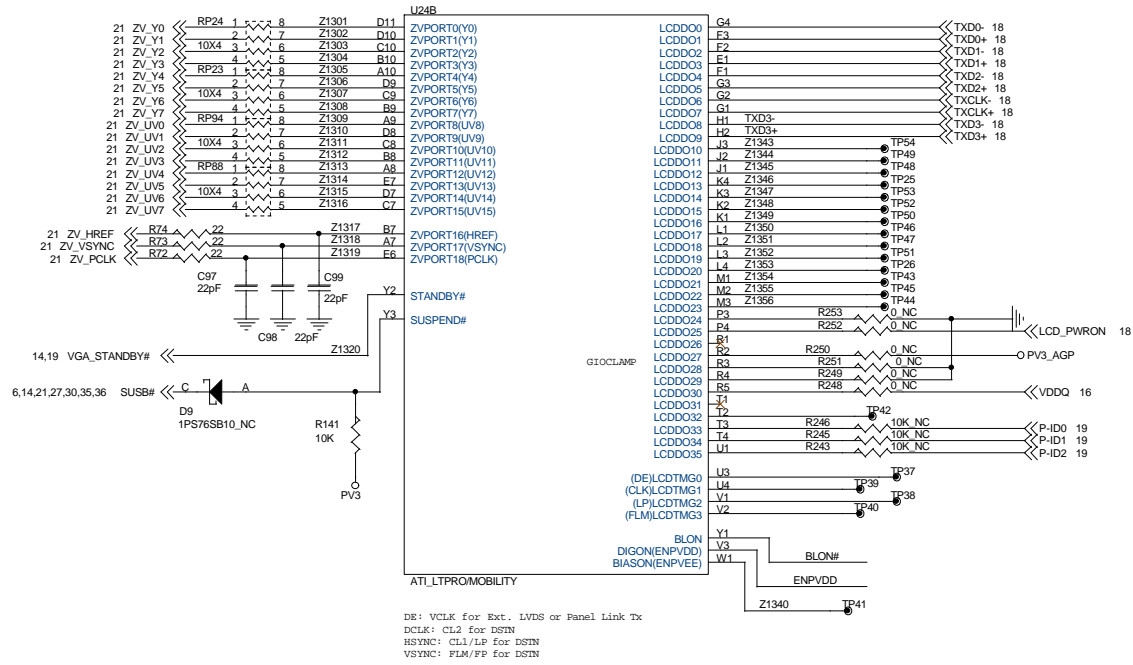 U24B
21 ZV_Y0 RP24 1 8 Z1301 D11 ZVPORT0(Y0)
21 ZV_Y1 2 7 Z1302 D10 ZVPORT1(Y1)
21 ZV_Y2 10X4 3 6 Z1303 C10 ZVPORT2(Y2)
21 ZV_Y3 4 5 Z1304 B10 ZVPORT3(Y3)
21 ZV_Y4 RP23 1 8 Z1305 A10 ZVPORT4(Y4)
21 ZV_Y5 2 7 Z1306 D9 ZVPORT5(Y5)
21 ZV_Y6 10X4 3 6 Z1307 C9 ZVPORT6(Y6)
21 ZV_Y7 4 5 Z1308 B9 ZVPORT7(Y7)
21 ZV_UV0 RP94 1 8 Z1309 A9 ZVPORT8(UV8)
21 ZV_UV1 2 7 Z1310 D8 ZVPORT9(UV9)
21 ZV_UV2 10X4 3 6 Z1311 C8 ZVPORT10(UV10)
21 ZV_UV3 4 5 Z1312 B8 ZVPORT11(UV11)
21 ZV_UV4 RP88 1 8 Z1313 A8 ZVPORT12(UV12)
21 ZV_UV5 2 7 Z1314 E7 ZVPORT13(UV13)
21 ZV_UV6 10X4 3 6 Z1315 D7 ZVPORT14(UV14)
21 ZV_UV7 4 5 Z1316 C7 ZVPORT15(UV15)
21 ZV_HREF R74 22 Z1317 B7 ZVPORT16(HREF)
21 ZV_VSYNC R73 22 Z1318 A7 ZVPORT17(VSYNC)
21 ZV_PCLK R72 22 Z1319 E6 ZVPORT18(PCLK)
C97
22pF
C99
22pF
C98 22pF
Y2 STANDBY#
Y3 SUSPEND#
14,19 VGA_STANDBY# Z1320
6,14,21,27,30,35,36 SUSB# C A
D9
1PS76SB10_NC
R141
10K
PV3
GIOCLAMP
LCDDO0 G4 TXD0- 18
LCDDO1 F3 TXD0+ 18
LCDDO2 F2 TXD1- 18
LCDDO3 E1 TXD1+ 18
LCDDO4 F1 TXD2- 18
LCDDO5 G3 TXD2+ 18
LCDDO6 G2 TXCLK- 18
LCDDO7 G1 TXCLK+ 18
LCDDO8 H1 TXD3- TXD3- 18
LCDDO9 H2 TXD3+ TXD3+ 18
LCDDO10 J3 Z1343 TP54
LCDDO11 J2 Z1344 TP49
LCDDO12 J1 Z1345 TP48
LCDDO13 K4 Z1346 TP25
LCDDO14 K3 Z1347 TP53
LCDDO15 K2 Z1348 TP52
LCDDO16 K1 Z1349 TP50
LCDDO17 L1 Z1350 TP46
LCDDO18 L2 Z1351 TP47
LCDDO19 L3 Z1352 TP51
LCDDO20 L4 Z1353 TP26
LCDDO21 M1 Z1354 TP43
LCDDO22 M2 Z1355 TP45
LCDDO23 M3 Z1356 TP44
LCDDO24 P3 R253 0_NC
LCDDO25 P4 R252 0_NC LCD_PWRON 18
LCDDO26 R1
LCDDO27 R2 R250 0_NC PV3_AGP
LCDDO28 R3 R251 0_NC
LCDDO29 R4 R249 0_NC
LCDDO30 R5 R248 0_NC VDDQ 16
LCDDO31 T1
LCDDO32 T2 TP42
LCDDO33 T3 R246 10K_NC P-ID0 19
LCDDO34 T4 R245 10K_NC P-ID1 19
LCDDO35 U1 R243 10K_NC P-ID2 19
(DE)LCDTMG0 U3 TP37
(CLK)LCDTMG1 U4 TP39
(LP)LCDTMG2 V1 TP38
(FLM)LCDTMG3 V2 TP40
BLON Y1 BLON#
DIGON(ENPVDD) V3 ENPVDD
BIASON(ENPVEE) W1 Z1340 TP41
ATI_LTPRO/MOBILITY
DE: VCLK for Ext. LVDS or Panel Link Tx
DCLK: CL2 for DSTN
HSYNC: CL1/LP for DSTN
VSYNC: FLM/FP for DSTN